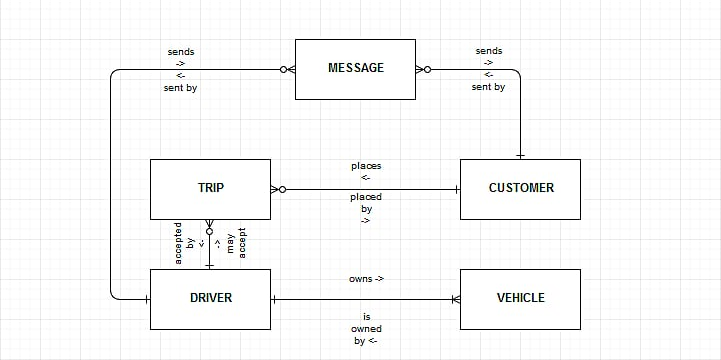 sends
->
<-
sent by
MESSAGE
sends
->
<-
sent by
TRIP
places
<-
placed
by
->
CUSTOMER
accepted
by
<-
->
may
accept
DRIVER
owns ->
is
owned
by <-
VEHICLE